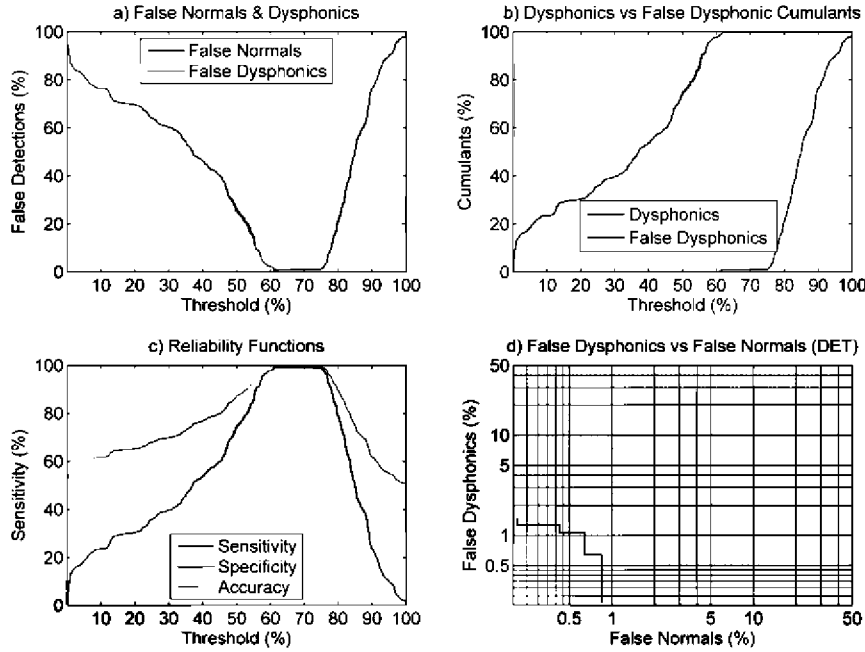 a) False Normals & Dysphonics
False Detections (%)
100
80
60
40
20
0
False Normals
False Dysphonics
10 20 30 40 50 60 70 80 90 100
Threshold (%)
b) Dysphonics vs False Dysphonic Cumulants
Cumulants (%)
100
80
60
40
20
0
Dysphonics
False Dysphonics
10 20 30 40 50 60 70 80 90 100
Threshold (%)
c) Reliability Functions
Sensitivity (%)
100
80
60
40
20
0
Sensitivity
Specificity
Accuracy
10 20 30 40 50 60 70 80 90 100
Threshold (%)
d) False Dysphonics vs False Normals (DET)
False Dysphonics (%)
50
10
5
1
0.5
0.5 1 5 10 50
False Normals (%)